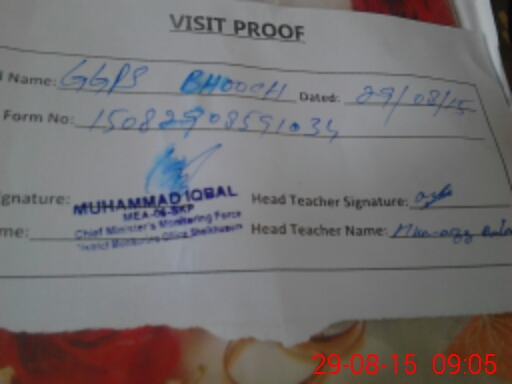 VISIT PROOF
Name: GGPS BHOOCH Dated: 29/08/15
Form No: 15082908591034
gnature:
MUHAMMAD IQBAL
MEA-06-SKP
Chief Minister's Monitoring Force
District Monitoring Office Sheikhupura
Head Teacher Signature:
me:
Head Teacher Name:
29-08-15 09:05